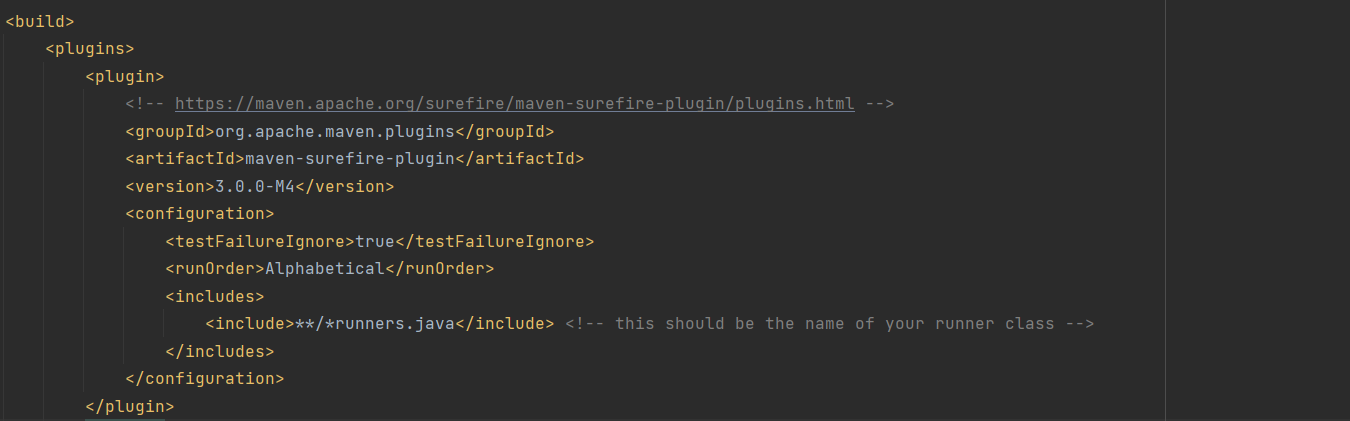 <build>
<plugins>
<plugin>
<!-- https://maven.apache.org/surefire/maven-surefire-plugin/plugins.html -->
<groupId>org.apache.maven.plugins</groupId>
<artifactId>maven-surefire-plugin</artifactId>
<version>3.0.0-M4</version>
<configuration>
<testFailureIgnore>true</testFailureIgnore>
<runOrder>Alphabetical</runOrder>
<includes>
<include>**/*runners.java</include> <!-- this should be the name of your runner class -->
</includes>
</configuration>
</plugin>